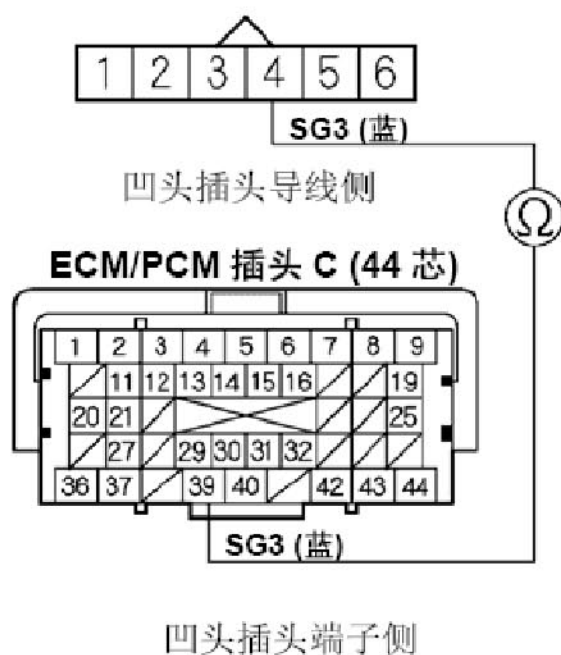 1 2 3 4 5 6
SG3 (蓝)
凹头插头导线侧
Ω
ECM/PCM 插头 C (44 芯)
1 2 3 4 5 6 7 8 9
11 12 13 14 15 16 19
20 21 25
27 29 30 31 32
36 37 39 40 42 43 44
SG3 (蓝)
凹头插头端子侧